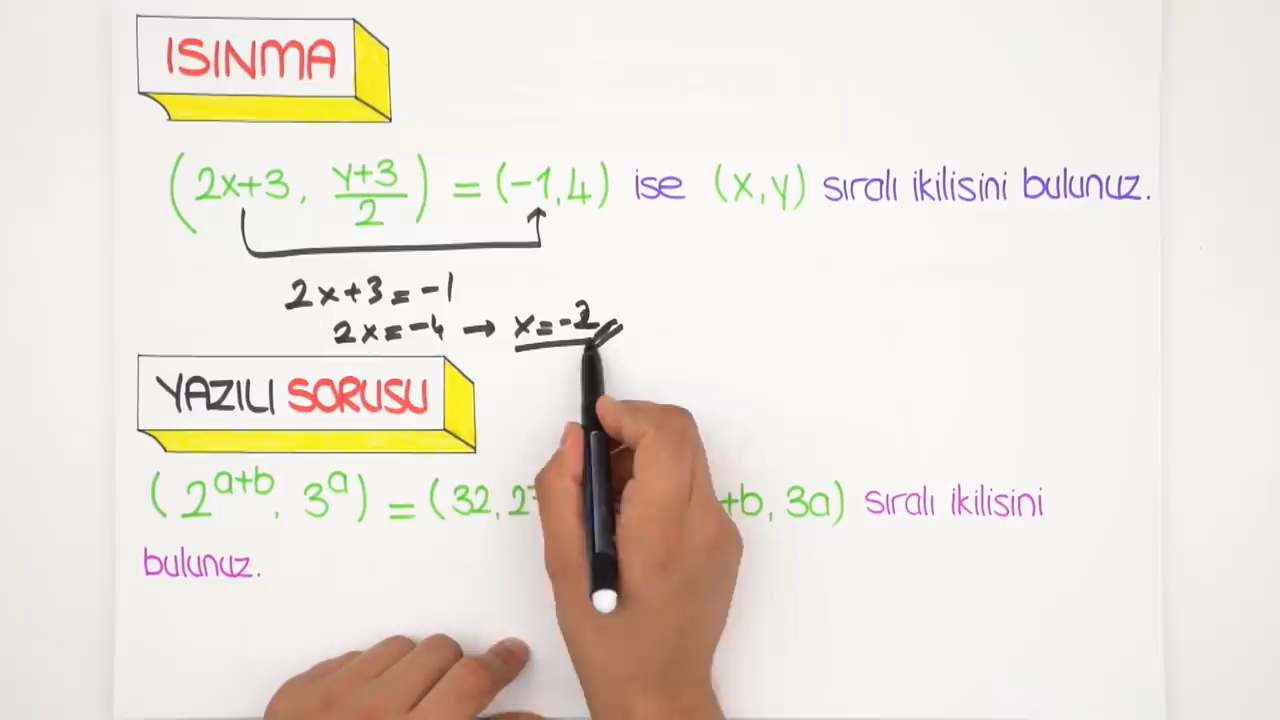 ISINMA
(2x+3, y+3/2) = (-1,4) ise (x,y) sıralı ikilisini bulunuz.
2x+3=-1
2x=-4 → x=-2
YAZILI SORUSU
(2^a+b, 3^a) = (32,2 +b, 3a) sıralı ikilisini
bulunuz.